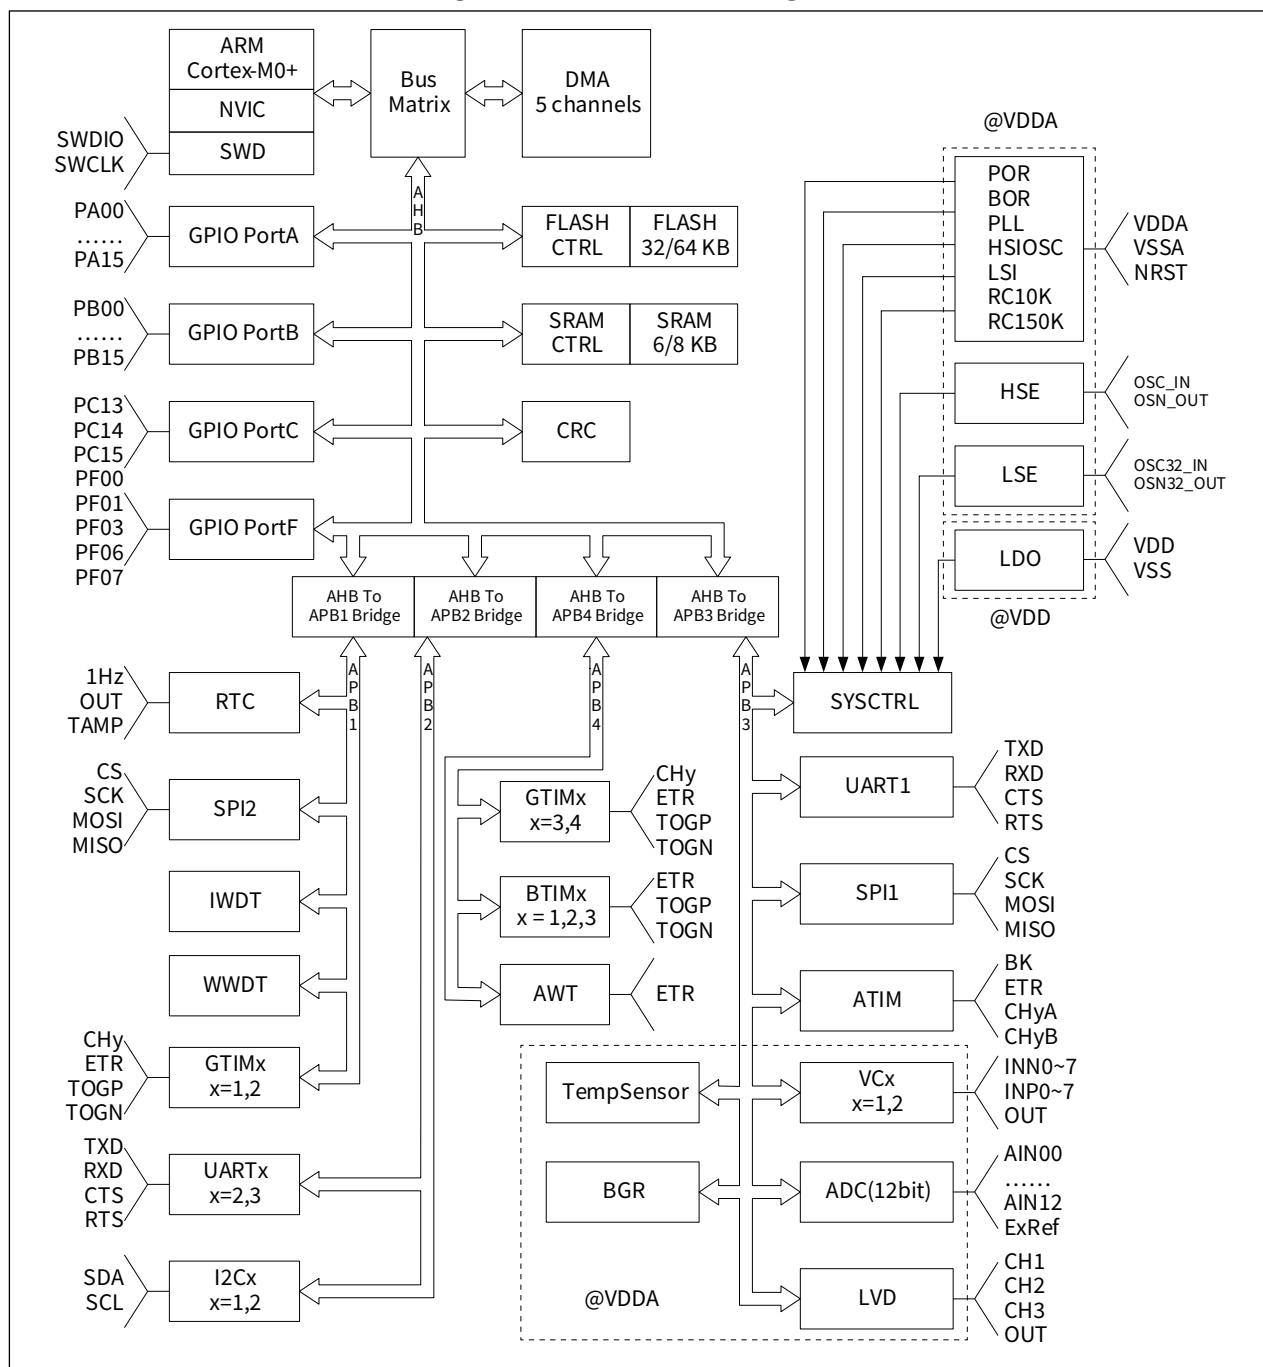 ARM
Cortex-M0+
NVIC
SWD
SWDIO
SWCLK
Bus
Matrix
DMA
5 channels
AHB
PA00
......
PA15
GPIO PortA
FLASH
CTRL
FLASH
32/64 KB
PB00
......
PB15
GPIO PortB
SRAM
CTRL
SRAM
6/8 KB
PC13
PC14
PC15
GPIO PortC
CRC
PF00
PF01
PF03
PF06
PF07
GPIO PortF
@VDDA
POR
BOR
PLL
HSIOSC
LSI
RC10K
RC150K
VDDA
VSSA
NRST
HSE
OSC_IN
OSN_OUT
LSE
OSC32_IN
OSN32_OUT
LDO
VDD
VSS
@VDD
AHB To
APB1 Bridge
AHB To
APB2 Bridge
AHB To
APB4 Bridge
AHB To
APB3 Bridge
APB1
APB2
APB4
APB3
1Hz
OUT
TAMP
RTC
SYSCTRL
CS
SCK
MOSI
MISO
SPI2
IWDT
WWDT
CHy
ETR
TOGP
TOGN
GTIMx
x=1,2
TXD
RXD
CTS
RTS
UARTx
x=2,3
SDA
SCL
I2Cx
x=1,2
GTIMx
x=3,4
CHy
ETR
TOGP
TOGN
BTIMx
x = 1,2,3
ETR
TOGP
TOGN
AWT
ETR
UART1
TXD
RXD
CTS
RTS
SPI1
CS
SCK
MOSI
MISO
ATIM
BK
ETR
CHyA
CHyB
TempSensor
VCx
x=1,2
INN0~7
INP0~7
OUT
BGR
ADC(12bit)
AIN00
......
AIN12
ExRef
@VDDA
LVD
CH1
CH2
CH3
OUT